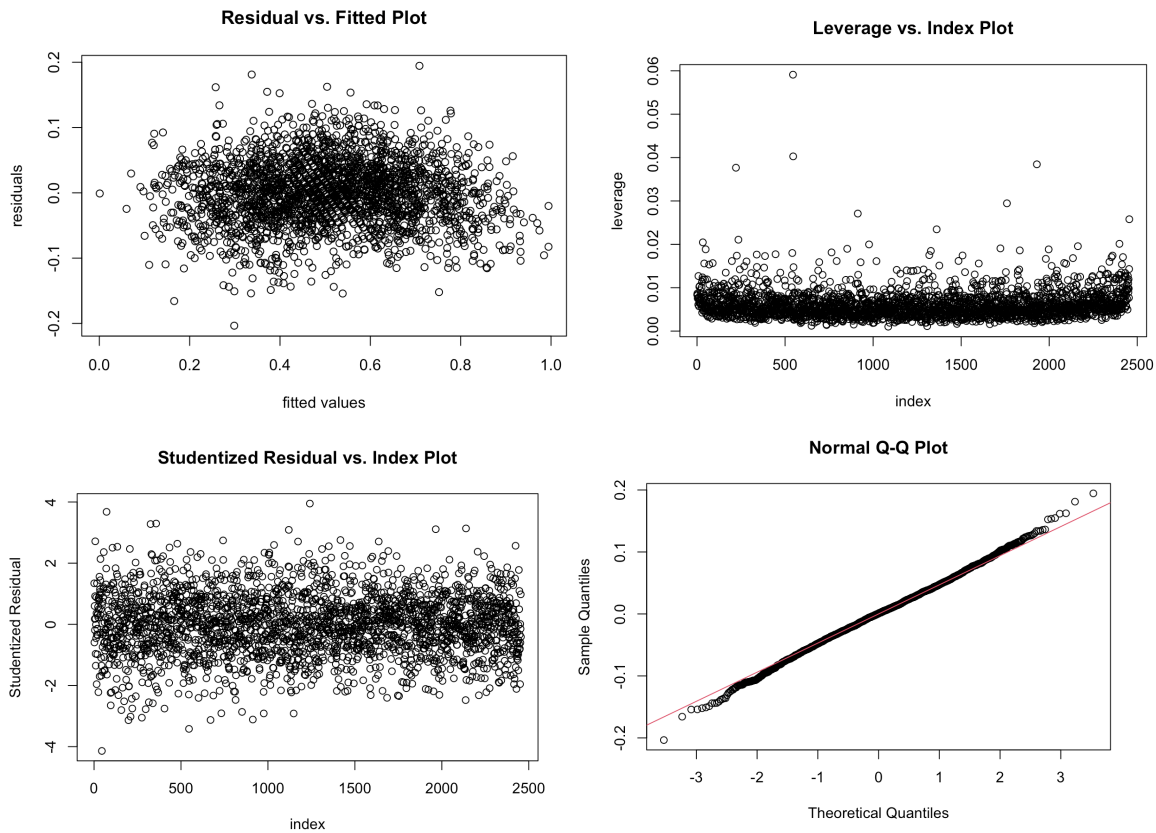 Residual vs. Fitted Plot
residuals
0.2
0.1
0.0
-0.1
-0.2
0.0 0.2 0.4 0.6 0.8 1.0
fitted values
Leverage vs. Index Plot
leverage
0.06
0.05
0.04
0.03
0.02
0.01
0.00
0 500 1000 1500 2000 2500
index
Studentized Residual vs. Index Plot
Studentized Residual
4
2
0
-2
-4
0 500 1000 1500 2000 2500
index
Normal Q-Q Plot
Sample Quantiles
0.2
0.1
0.0
-0.1
-0.2
-3 -2 -1 0 1 2 3
Theoretical Quantiles